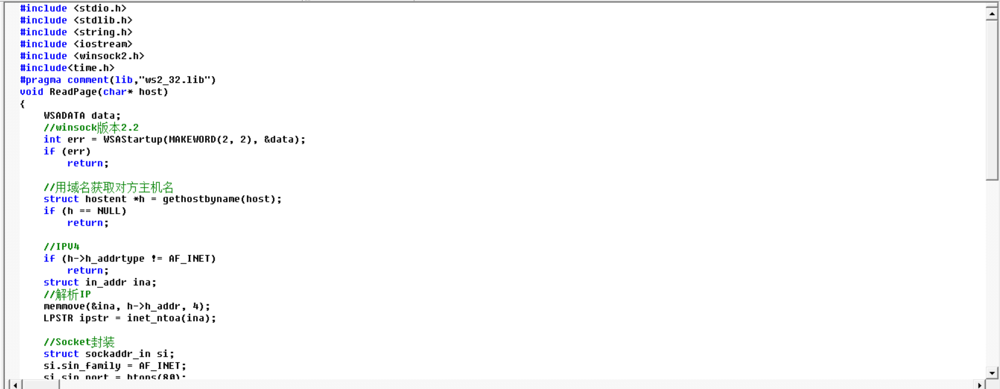 #include <stdio.h>
#include <stdlib.h>
#include <string.h>
#include <iostream>
#include <winsock2.h>
#include<time.h>
#pragma comment(lib,"ws2_32.lib")
void ReadPage(char* host)
{
    WSADATA data;
    //winsock版本2.2
    int err = WSAStartup(MAKEWORD(2, 2), &data);
    if (err)
        return;

    //用域名获取对方主机名
    struct hostent *h = gethostbyname(host);
    if (h == NULL)
        return;

    //IPV4
    if (h->h_addrtype != AF_INET)
        return;
    struct in_addr ina;
    //解析IP
    memmove(&ina, h->h_addr, 4);
    LPSTR ipstr = inet_ntoa(ina);

    //Socket封装
    struct sockaddr_in si;
    si.sin_family = AF_INET;
    si.sin_port = htons(80);